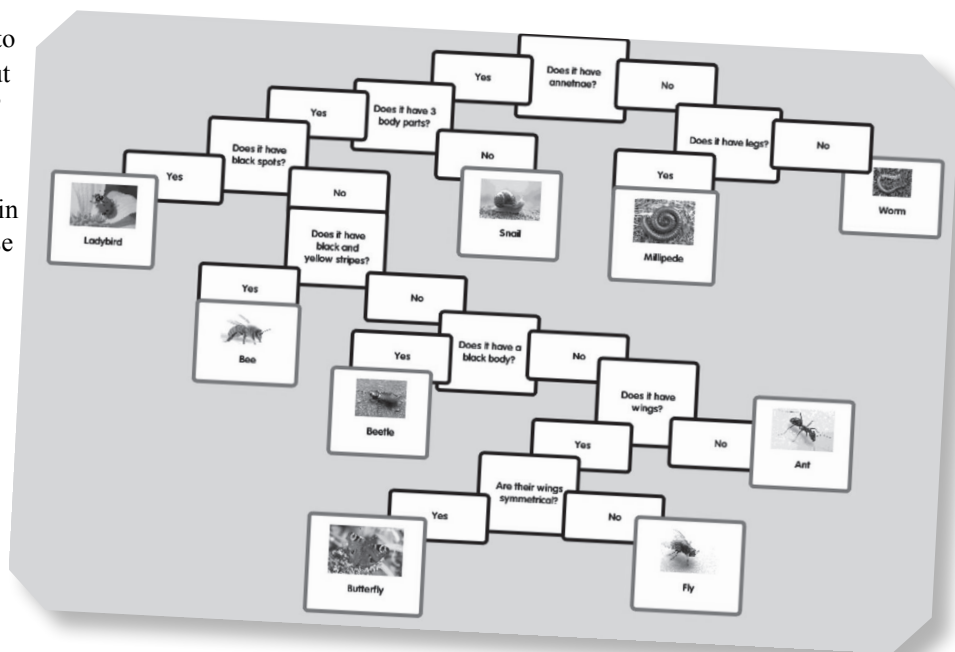 to
in
Does it have
annetnae?
Yes
No
Does it have 3
body parts?
Yes
No
Does it have legs?
No
Yes
Does it have
black spots?
Yes
No
Ladybird
Snail
Millipede
Worm
Does it have
black and
yellow stripes?
Yes
No
Bee
Does it have a
black body?
Yes
No
Beetle
Does it have
wings?
Yes
No
Ant
Are their wings
symmetrical?
Yes
No
Butterfly
Fly